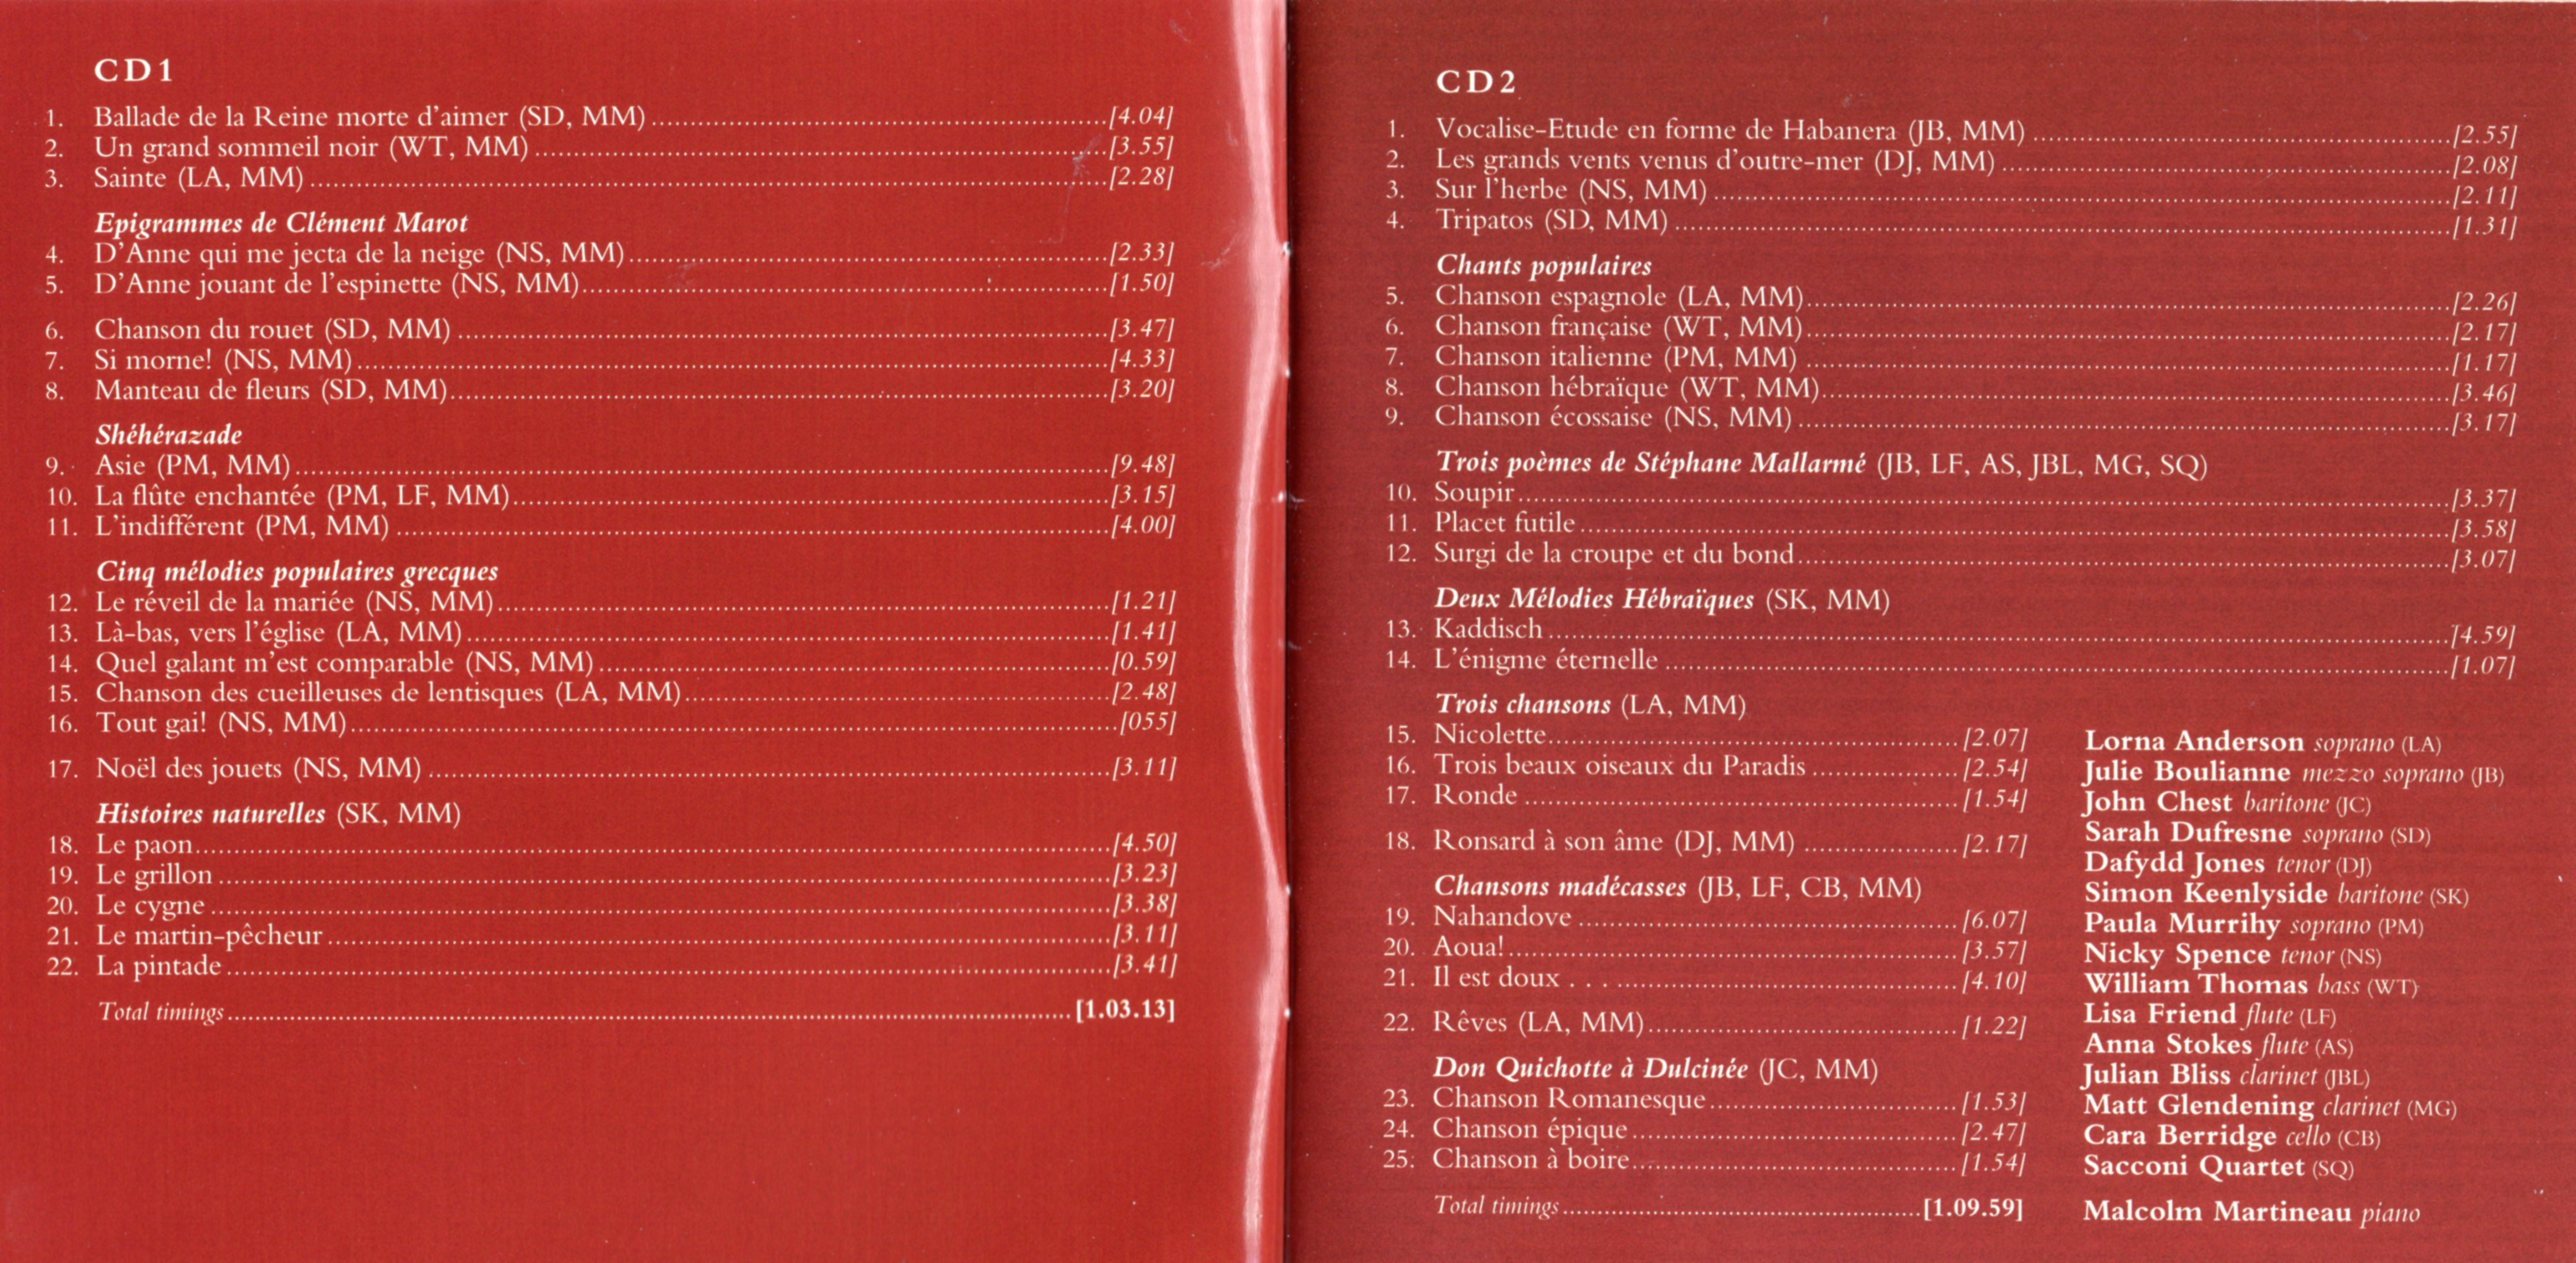 CD1
1. Ballade de la Reine morte d'aimer (SD, MM) [4.04]
2. Un grand sommeil noir (WT, MM) [3.55]
3. Sainte (LA, MM) [2.28]
Epigrammes de Clément Marot
4. D'Anne qui me jecta de la neige (NS, MM) [2.33]
5. D'Anne jouant de l'espinette (NS, MM) [1.50]
6. Chanson du rouet (SD, MM) [3.47]
7. Si morne! (NS, MM) [4.33]
8. Manteau de fleurs (SD, MM) [3.20]
Shéhérazade
9. Asie (PM, MM) [9.48]
10. La flûte enchantée (PM, LF, MM) [3.15]
11. L'indifférent (PM, MM) [4.00]
Cinq mélodies populaires grecques
12. Le réveil de la mariée (NS, MM) [1.21]
13. Là-bas, vers l'église (LA, MM) [1.41]
14. Quel galant m'est comparable (NS, MM) [0.59]
15. Chanson des cueilleuses de lentisques (LA, MM) [2.48]
16. Tout gai! (NS, MM) [055]
17. Noël des jouets (NS, MM) [3.11]
Histoires naturelles (SK, MM)
18. Le paon [4.50]
19. Le grillon [3.23]
20. Le cygne [3.38]
21. Le martin-pêcheur [3.11]
22. La pintade [3.41]
Total timings [1.03.13]
CD2
1. Vocalise-Etude en forme de Habanera (JB, MM) [2.55]
2. Les grands vents venus d'outre-mer (DJ, MM) [2.08]
3. Sur l'herbe (NS, MM) [2.11]
4. Tripatos (SD, MM) [1.31]
Chants populaires
5. Chanson espagnole (LA, MM) [2.26]
6. Chanson française (WT, MM) [2.17]
7. Chanson italienne (PM, MM) [1.17]
8. Chanson hébraïque (WT, MM) [3.46]
9. Chanson écossaise (NS, MM) [3.17]
Trois poèmes de Stéphane Mallarmé (JB, LF, AS, JBL, MG, SQ)
10. Soupir [3.37]
11. Placet futile [3.58]
12. Surgi de la croupe et du bond [3.07]
Deux Mélodies Hébraïques (SK, MM)
13. Kaddisch [4.59]
14. L'énigme éternelle [1.07]
Trois chansons (LA, MM)
15. Nicolette [2.07]
16. Trois beaux oiseaux du Paradis [2.54]
17. Ronde [1.54]
18. Ronsard à son âme (DJ, MM) [2.17]
Chansons madécasses (JB, LF, CB, MM)
19. Nahandove [6.07]
20. Aoua! [3.57]
21. Il est doux . . . [4.10]
22. Rêves (LA, MM) [1.22]
Don Quichotte à Dulcinée (JC, MM)
23. Chanson Romanesque [1.53]
24. Chanson épique [2.47]
25. Chanson à boire [1.54]
Total timings [1.09.59]
Lorna Anderson soprano (LA)
Julie Boulianne mezzo soprano (JB)
John Chest baritone (JC)
Sarah Dufresne soprano (SD)
Dafydd Jones tenor (DJ)
Simon Keenlyside baritone (SK)
Paula Murrihy soprano (PM)
Nicky Spence tenor (NS)
William Thomas bass (WT)
Lisa Friend flute (LF)
Anna Stokes flute (AS)
Julian Bliss clarinet (JBL)
Matt Glendening clarinet (MG)
Cara Berridge cello (CB)
Sacconi Quartet (SQ)
Malcolm Martineau piano